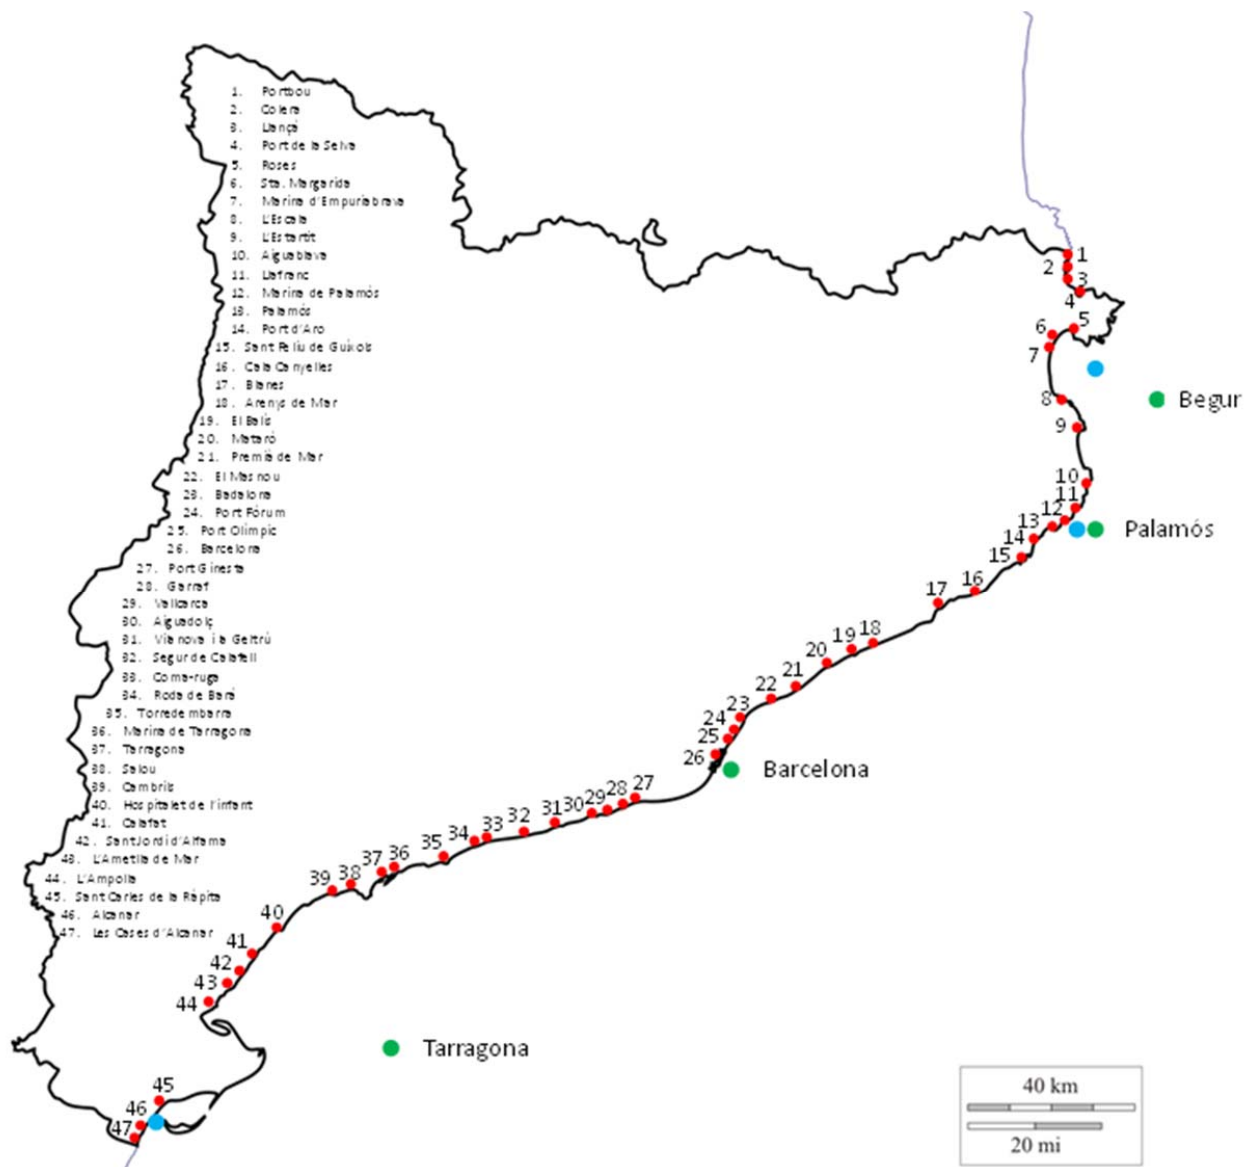 1. Portbou
2. Colera
3. Llançà
4. Port de la Selva
5. Roses
6. Sta. Margarida
7. Marina d'Empuriabrava
8. L'Escala
9. L'Estartit
10. Aiguablava
11. Llafranc
12. Marina de Palamós
13. Palamós
14. Port d'Aro
15. Sant Feliu de Guíxols
16. Cala Canyelles
17. Blanes
18. Arenys de Mar
19. El Balís
20. Mataró
21. Premià de Mar
22. El Masnou
23. Badalona
24. Port Fòrum
25. Port Olímpic
26. Barcelona
27. Port Ginesta
28. Garraf
29. Vallcarca
30. Aiguadolç
31. Vilanova i la Geltrú
32. Segur de Calafell
33. Coma-ruga
34. Roda de Barà
35. Torredembarra
36. Marina de Tarragona
37. Tarragona
38. Salou
39. Cambrils
40. Hospitalet de l'infant
41. Calafat
42. Sant Jordi d'Alfama
43. L'Ametlla de Mar
44. L'Ampolla
45. Sant Carles de la Ràpita
46. Alcanar
47. Les Cases d'Alcanar
1
2
3
4
5
6
7
8
Begur
9
10
11
12
13
Palamós
14
15
16
17
18
19
20
21
22
23
24
25
26
Barcelona
27
28
29
30
31
32
33
34
35
36
37
38
39
40
41
42
43
44
Tarragona
45
46
47
40 km
20 mi